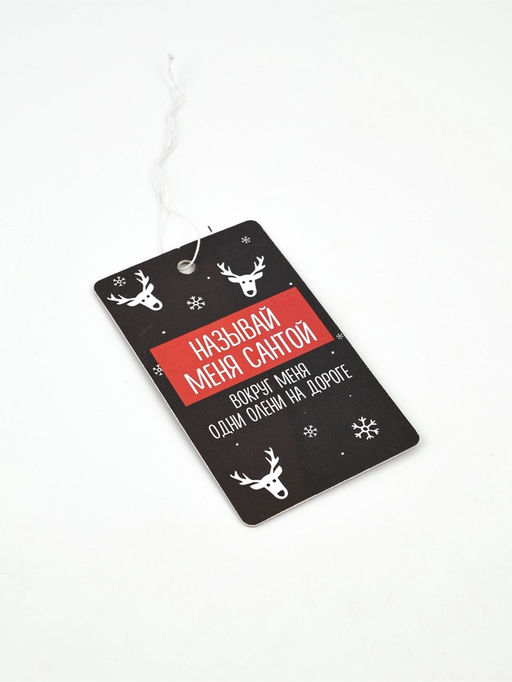 НАЗЫВАЙ
МЕНЯ САНТОЙ
ВОКРУГ МЕНЯ
ОДНИ ОЛЕНИ НА ДОРОГЕ